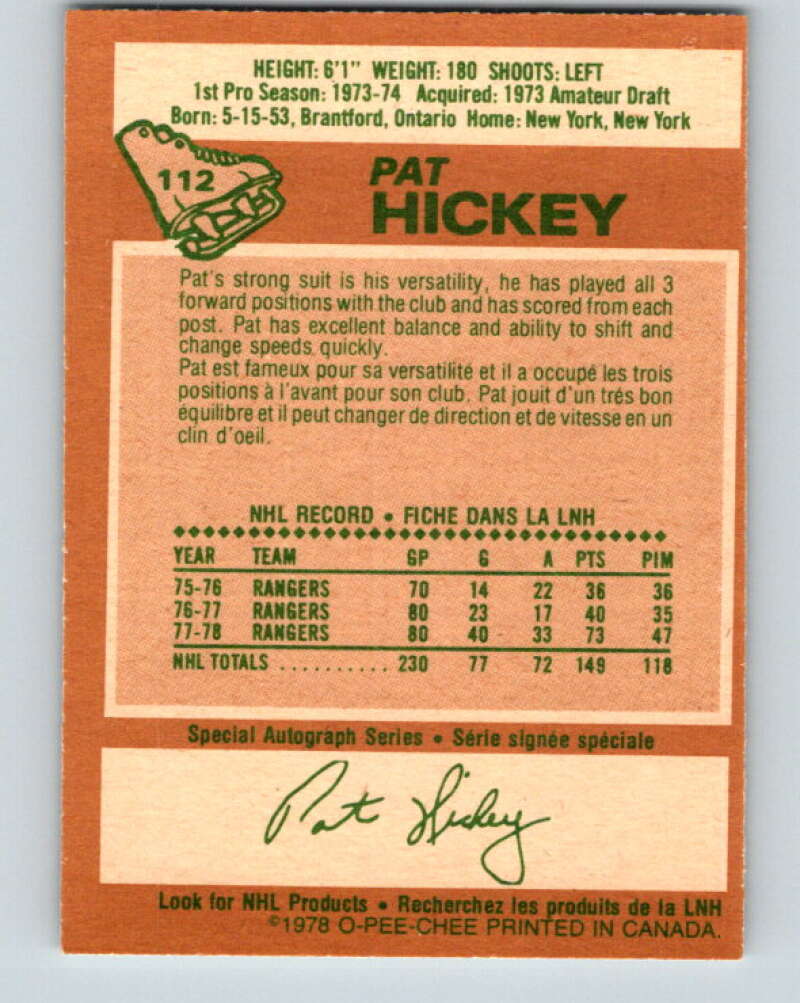 HEIGHT: 6'1" WEIGHT: 180 SHOOTS: LEFT
1st Pro Season: 1973-74 Acquired: 1973 Amateur Draft
Born: 5-15-53, Brantford, Ontario Home: New York, New York
112
PAT
HICKEY
Pat's strong suit is his versatility, he has played all 3
forward positions with the club and has scored from each
post. Pat has excellent balance and ability to shift and
change speeds quickly.
Pat est fameux pour sa versatilité et il a occupé les trois
positions à l'avant pour son club. Pat jouit d'un trés bon
équilibre et il peut changer de direction et de vitesse en un
clin d'oeil.
NHL RECORD • FICHE DANS LA LNH
YEAR TEAM GP G A PTS PIM
75-76 RANGERS 70 14 22 36 36
76-77 RANGERS 80 23 17 40 35
77-78 RANGERS 80 40 33 73 47
NHL TOTALS .......... 230 77 72 149 118
Special Autograph Series • Série signée spéciale
Pat Hickey
Look for NHL Products • Recherchez les produits de la LNH
©1978 O-PEE-CHEE PRINTED IN CANADA.